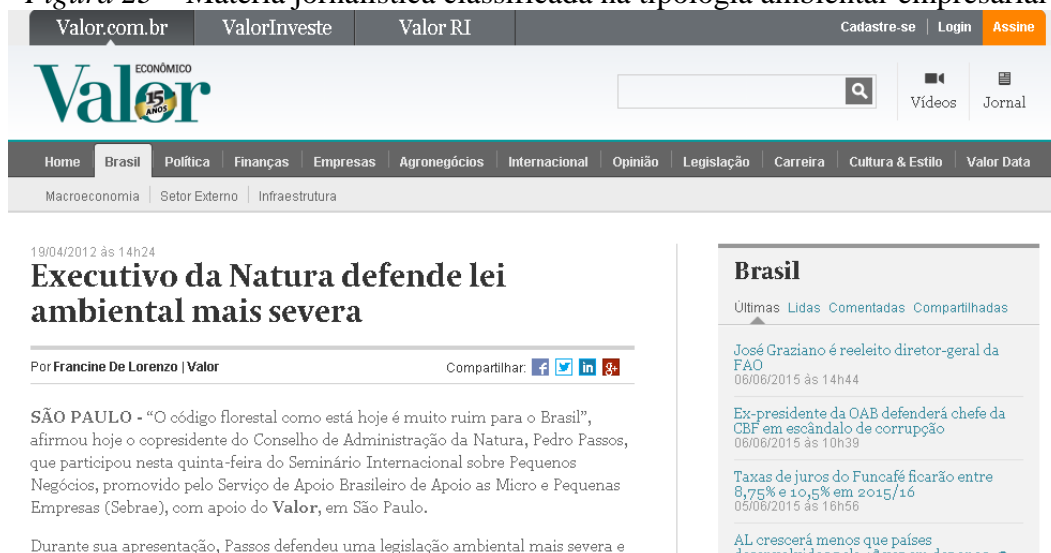 Figura 23 – Matéria jornalística classificada na tipologia ambiental empresarial
Valor.com.br ValorInveste Valor RI Cadastre-se Login Assine
Valor ECONÔMICO 15 ANOS
Vídeos Jornal
Home Brasil Política Finanças Empresas Agronegócios Internacional Opinião Legislação Carreira Cultura & Estilo Valor Data
Macroeconomia Setor Externo Infraestrutura
19/04/2012 às 14h24
Executivo da Natura defende lei
ambiental mais severa
Por Francine De Lorenzo | Valor Compartilhar:
SÃO PAULO - “O código florestal como está hoje é muito ruim para o Brasil”,
afirmou hoje o copresidente do Conselho de Administração da Natura, Pedro Passos,
que participou nesta quinta-feira do Seminário Internacional sobre Pequenos
Negócios, promovido pelo Serviço de Apoio Brasileiro de Apoio as Micro e Pequenas
Empresas (Sebrae), com apoio do Valor, em São Paulo.
Durante sua apresentação, Passos defendeu uma legislação ambiental mais severa e
Brasil
Últimas Lidas Comentadas Compartilhadas
José Graziano é reeleito diretor-geral da
FAO
06/06/2015 às 14h44
Ex-presidente da OAB defenderá chefe da
CBF em escândalo de corrupção
06/06/2015 às 10h39
Taxas de juros do Funcafé ficarão entre
8,75% e 10,5% em 2015/16
05/06/2015 às 16h56
AL crescerá menos que países